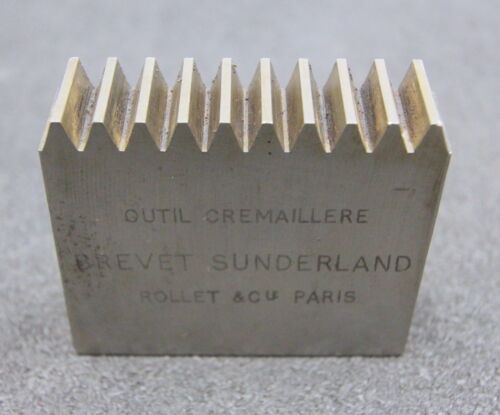 OUTIL CREMAILLERE
BREVET SUNDERLAND
ROLLET & Cie PARIS